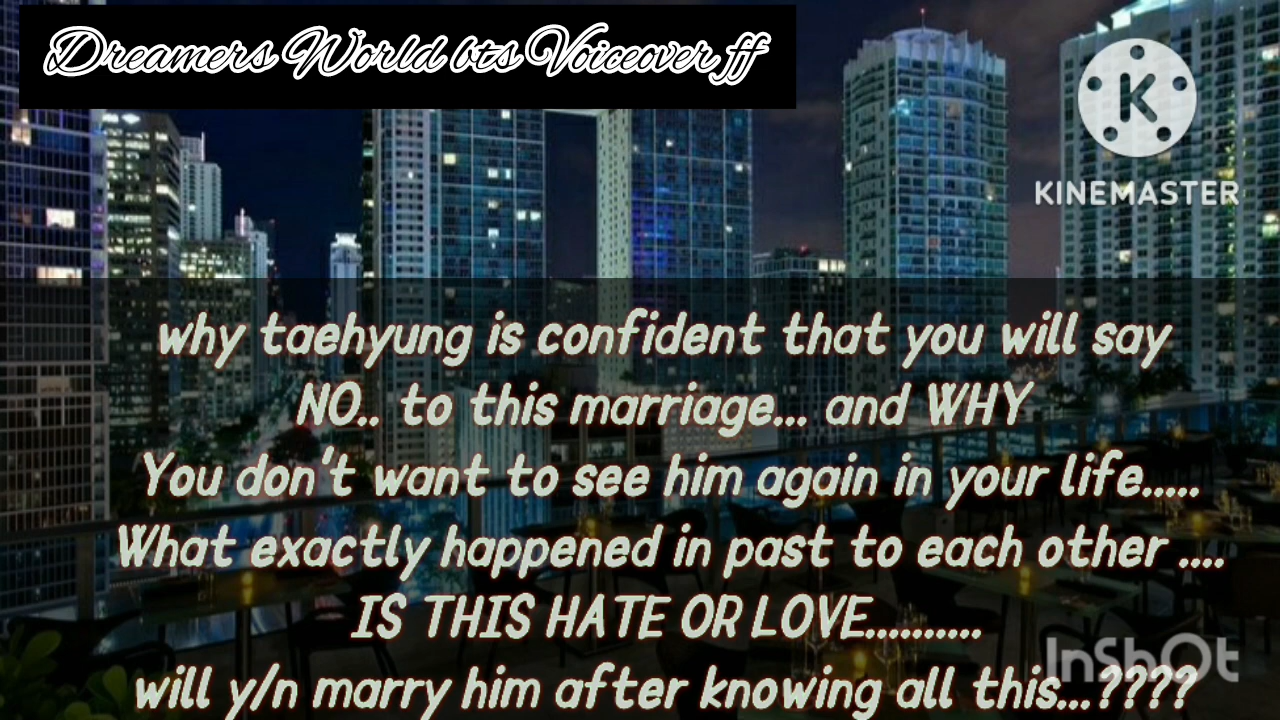 Dreamers World bts Voiceover ff
K
KINEMASTER
why taehyung is confident that you will say
NO.. to this marriage... and WHY
You don't want to see him again in your life.....
What exactly happened in past to each other ....
IS THIS HATE OR LOVE..........
will y/n marry him after knowing all this...????
InShOt